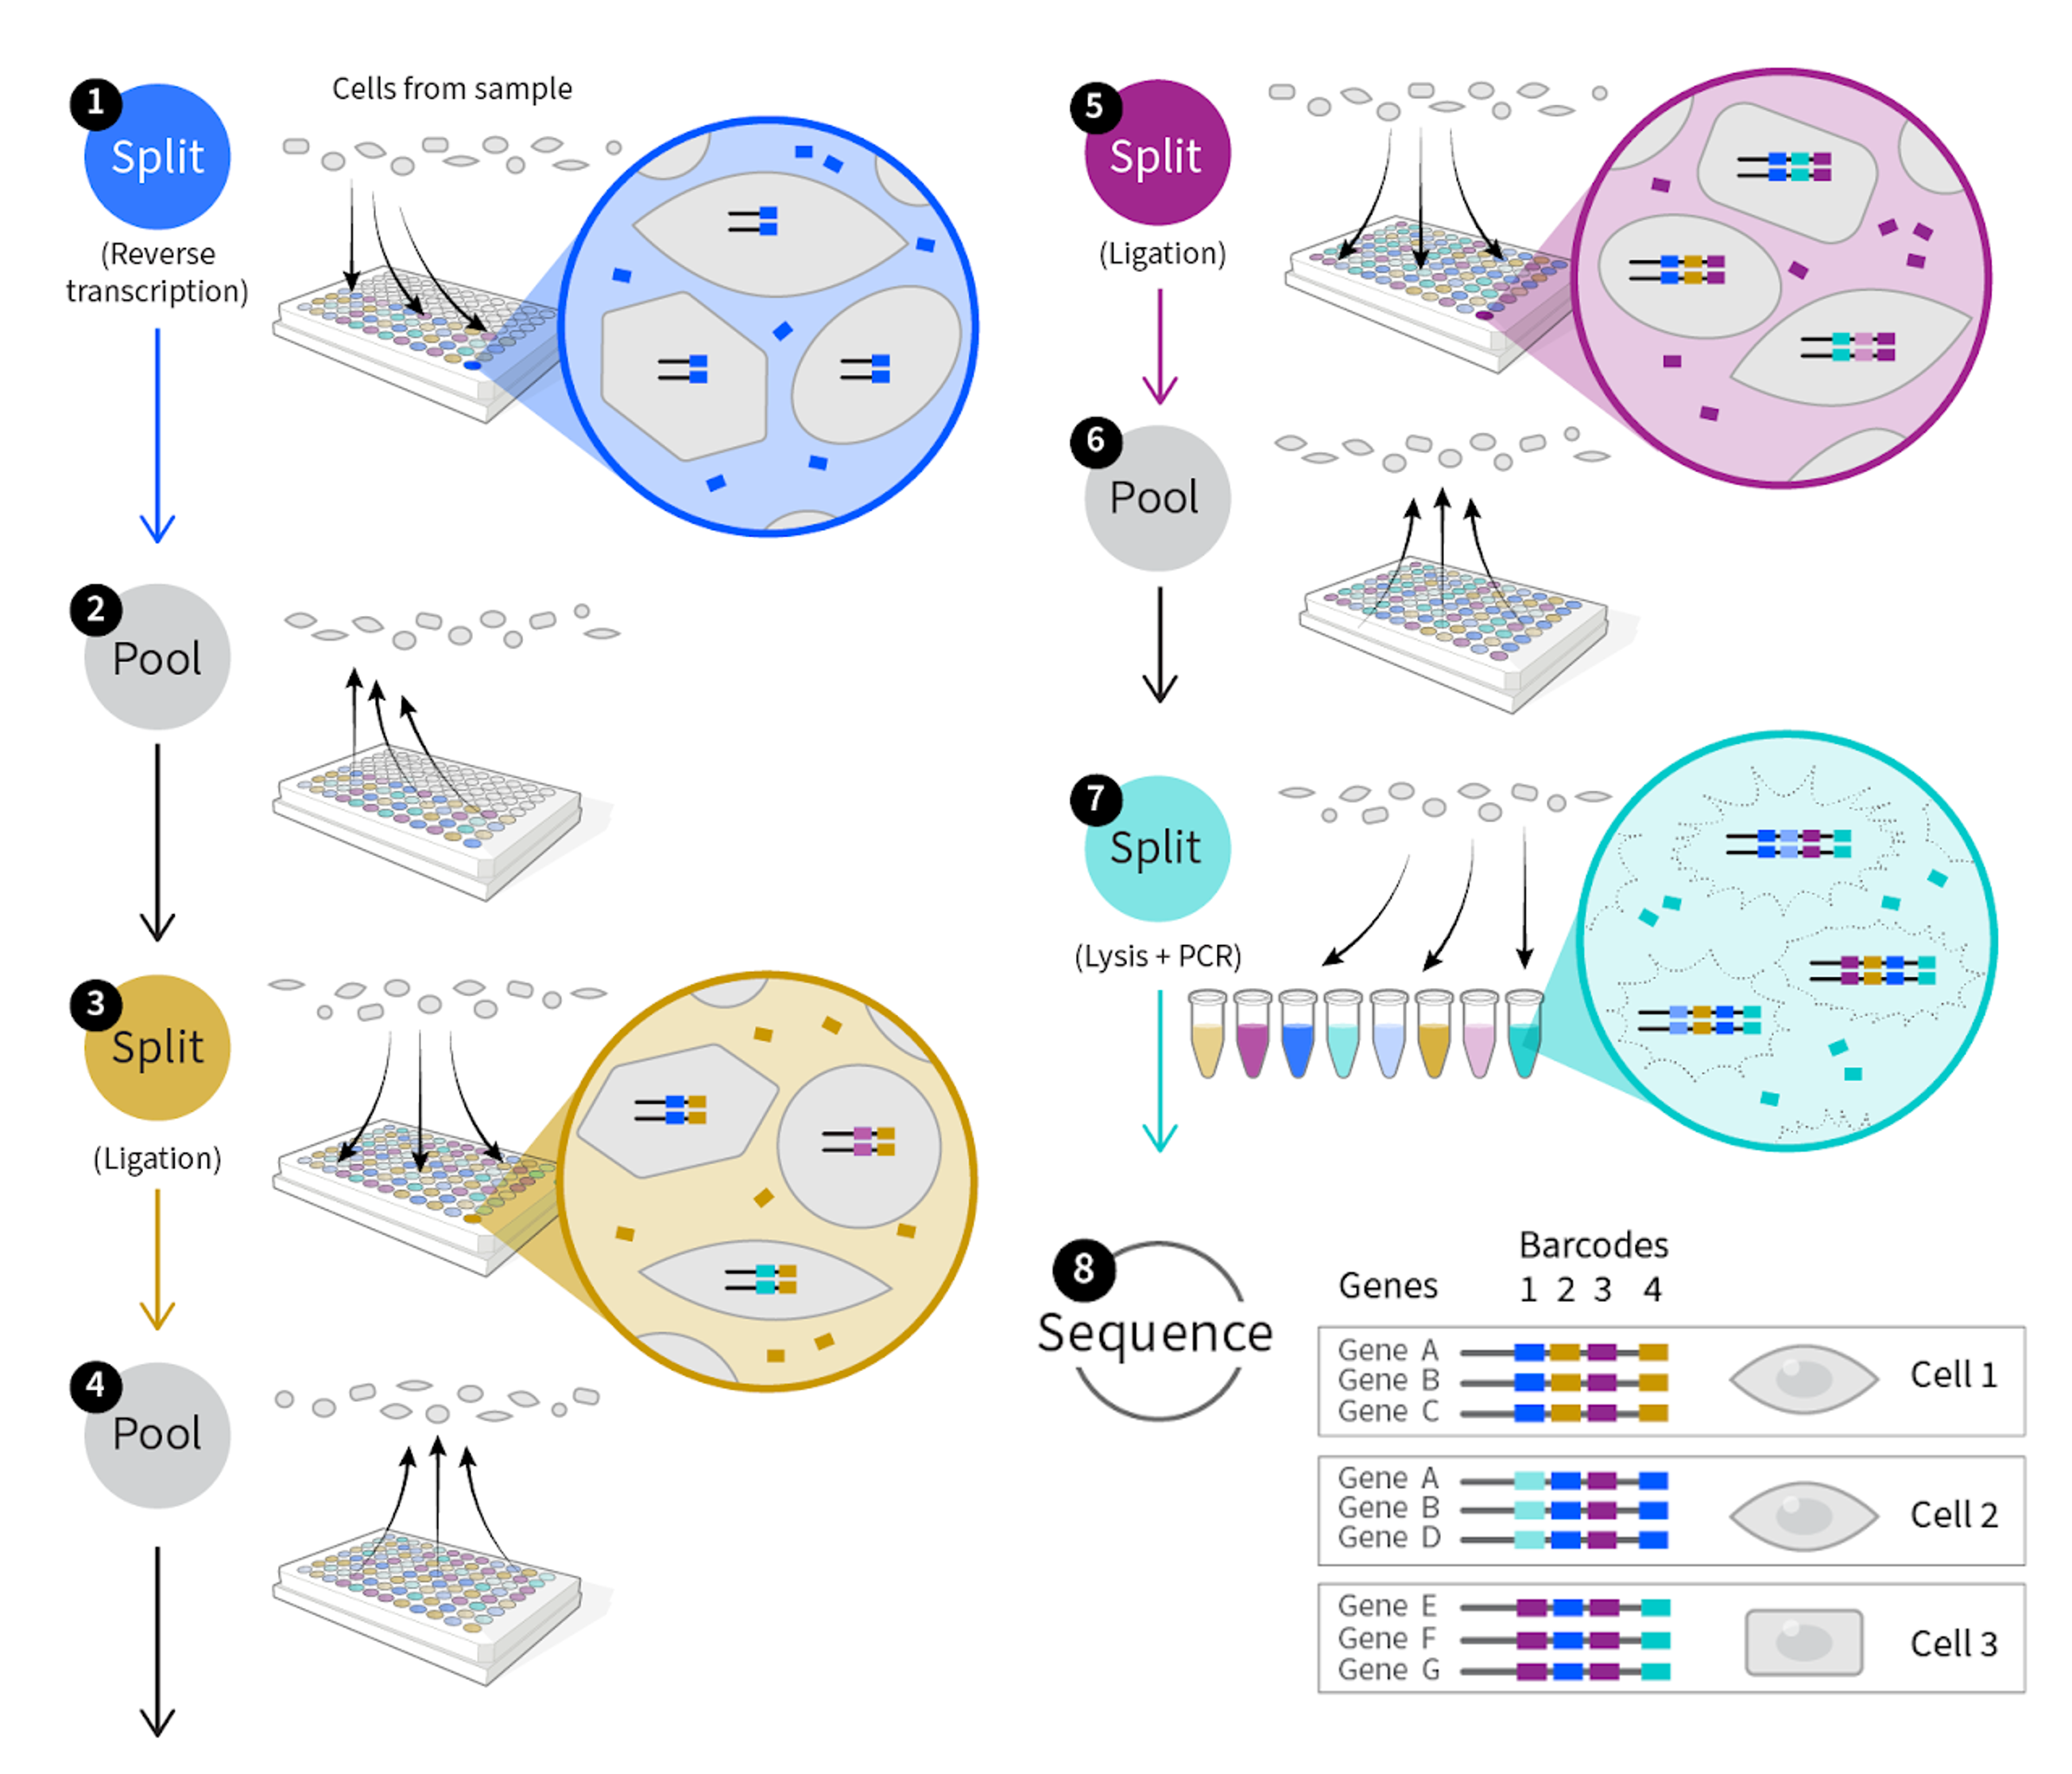 1
Split
(Reverse
transcription)
Cells from sample
2
Pool
3
Split
(Ligation)
4
Pool
5
Split
(Ligation)
6
Pool
7
Split
(Lysis + PCR)
8
Sequence
Barcodes
Genes 1 2 3 4
Gene A
Gene B
Gene C
Cell 1
Gene A
Gene B
Gene D
Cell 2
Gene E
Gene F
Gene G
Cell 3